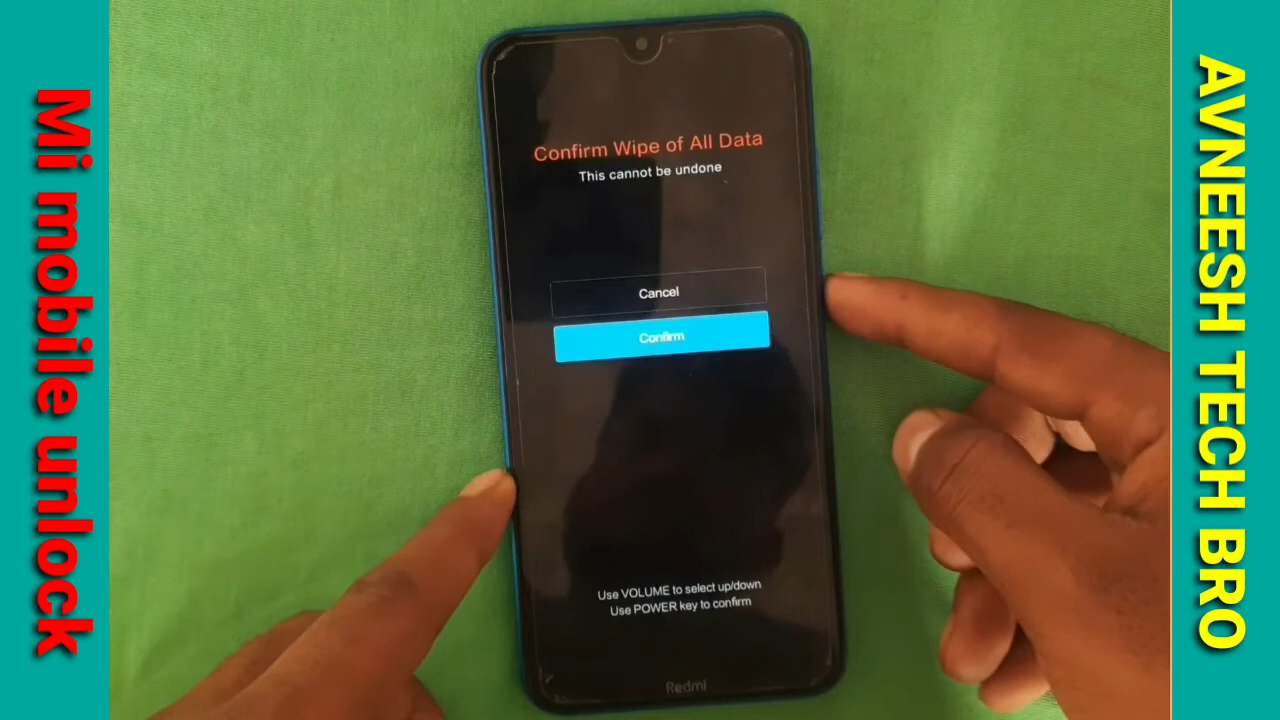 Mi mobile unlock
Confirm Wipe of All Data
This cannot be undone
Cancel
Confirm
Use VOLUME to select up/down
Use POWER key to confirm
Redmi
AVNEESH TECH BRO